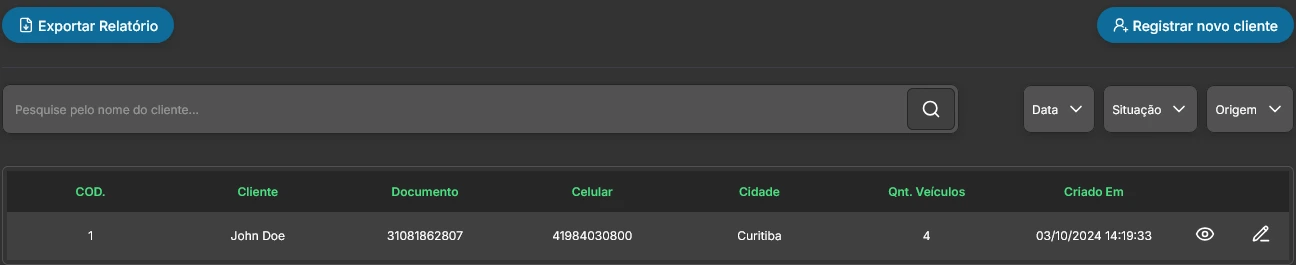 Exportar Relatório
Registrar novo cliente
Pesquise pelo nome do cliente...
Data
Situação
Origem
COD. Cliente Documento Celular Cidade Qnt. Veículos Criado Em
1 John Doe 31081862807 41984030800 Curitiba 4 03/10/2024 14:19:33